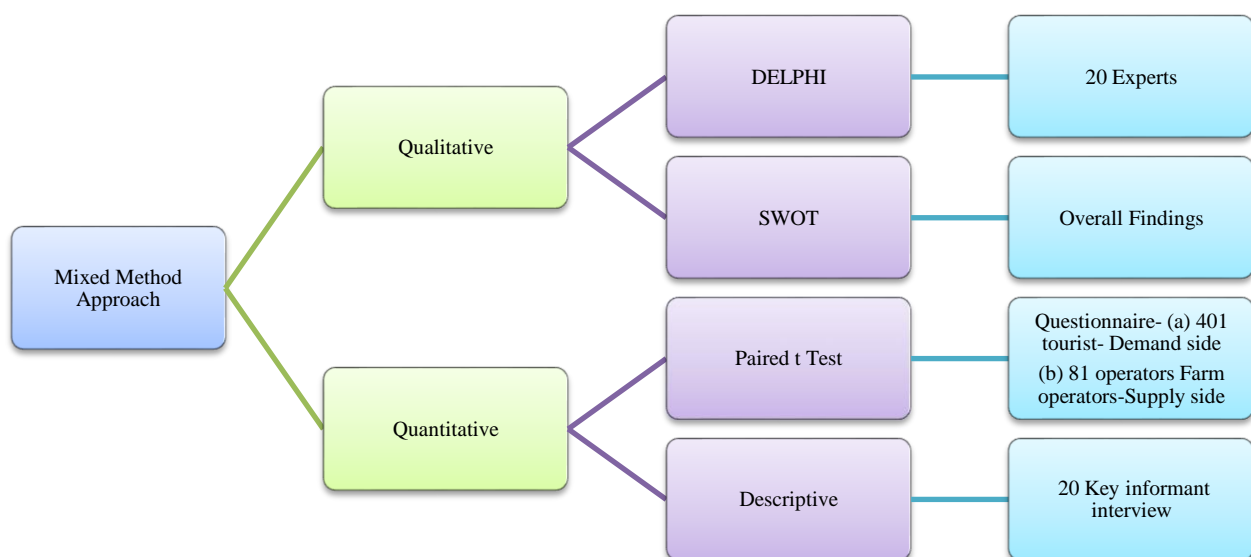 Mixed Method
Approach
Qualitative
Quantitative
DELPHI
SWOT
Paired t Test
Descriptive
20 Experts
Overall Findings
Questionnaire- (a) 401
tourist- Demand side
(b) 81 operators Farm
operators-Supply side
20 Key informant
interview